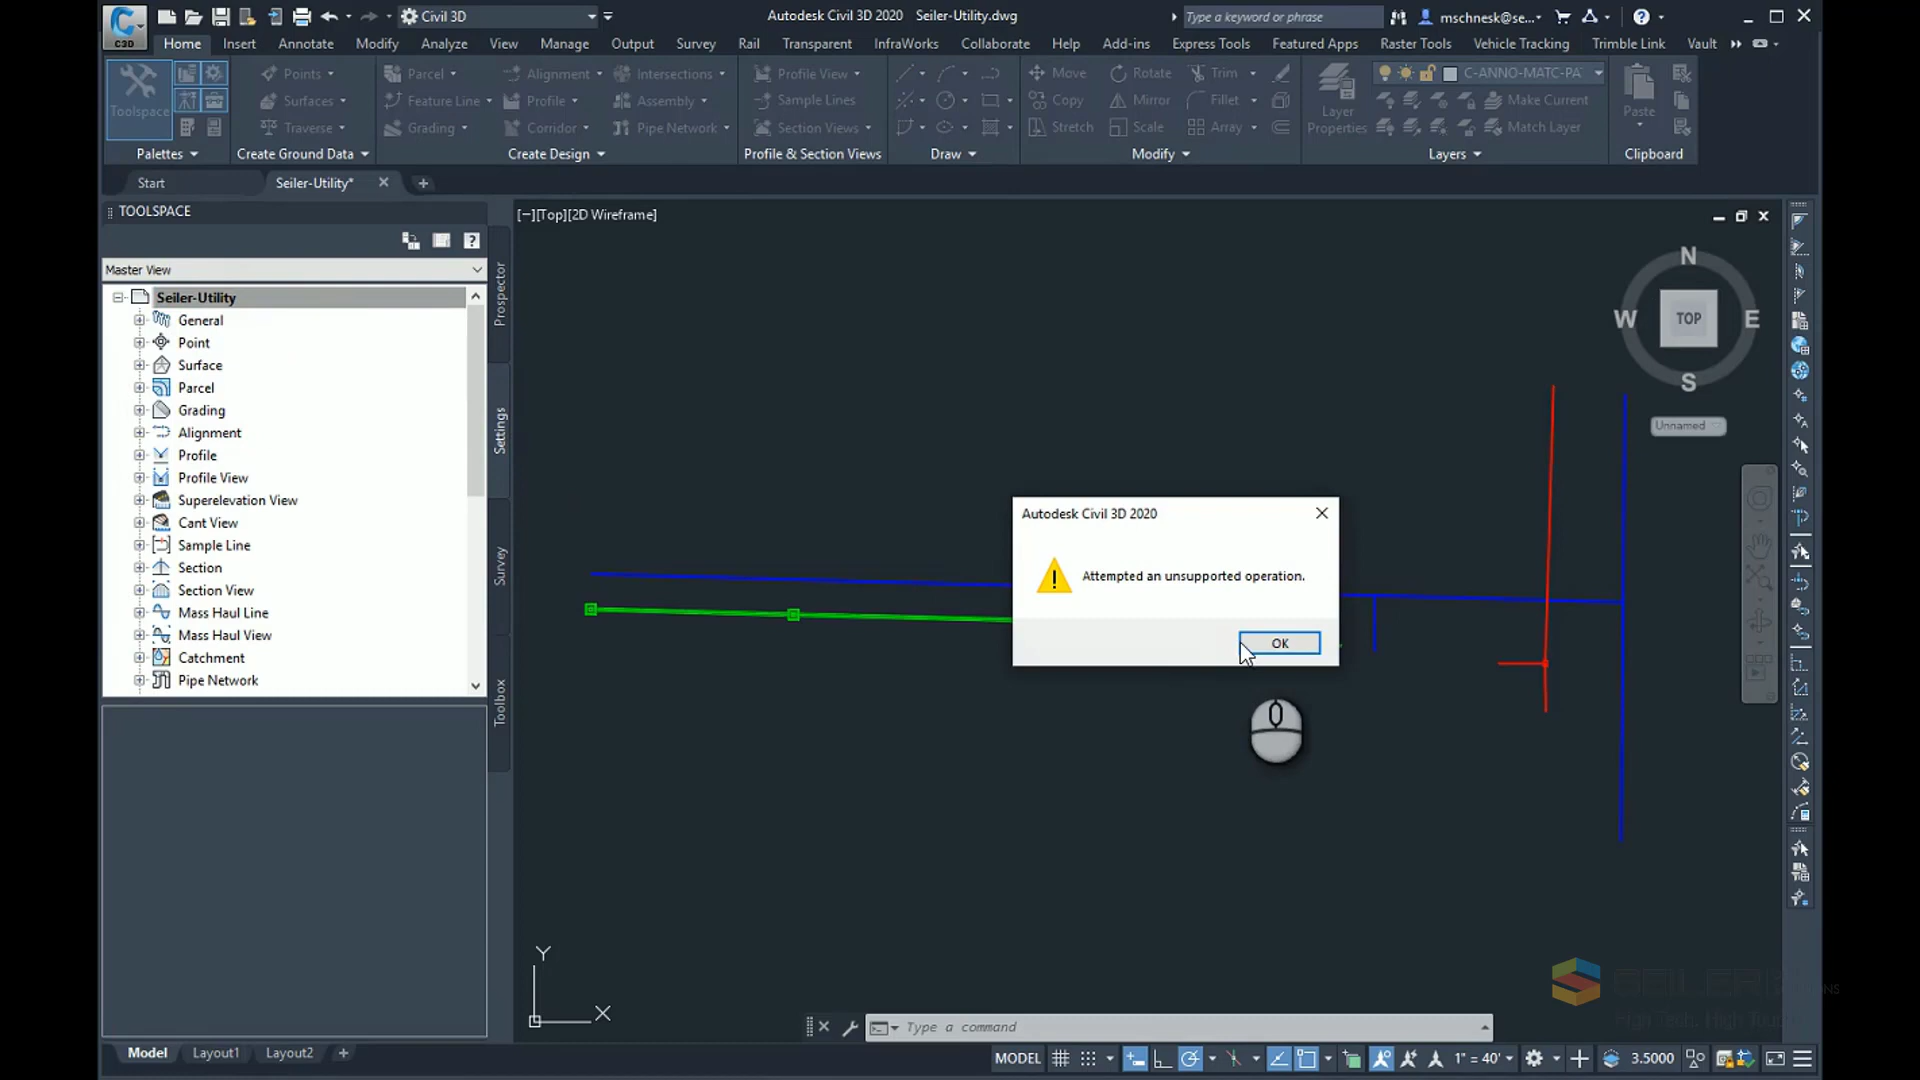 Civil 3D
Autodesk Civil 3D 2020 Seiler-Utility.dwg
Type a keyword or phrase
mschnesk@se...
C3D
Home Insert Annotate Modify Analyze View Manage Output Survey Rail Transparent InfraWorks Collaborate Help Add-ins Express Tools Featured Apps Raster Tools Vehicle Tracking Trimble Link Vault
Points Parcel Alignment Intersections Profile View Move Rotate Trim C-ANNO-MATC-PA
Toolspace Surfaces Feature Line Profile Assembly Sample Lines Copy Mirror Fillet Layer Properties Make Current Paste
Traverse Grading Corridor Pipe Network Section Views Stretch Scale Array Match Layer
Palettes Create Ground Data Create Design Profile & Section Views Draw Modify Layers Clipboard
Start Seiler-Utility*
TOOLSPACE
[−][Top][2D Wireframe]
Master View
Seiler-Utility
General
Point
Surface
Parcel
Grading
Alignment
Profile
Profile View
Superelevation View
Cant View
Sample Line
Section
Section View
Mass Haul Line
Mass Haul View
Catchment
Pipe Network
Prospector
Settings
Survey
Toolbox
N
W TOP E
S
Unnamed
Autodesk Civil 3D 2020
Attempted an unsupported operation.
OK
Y
X
Type a command
SEILER
High Tech. High Touch
Model Layout1 Layout2
MODEL 1" = 40' 3.5000